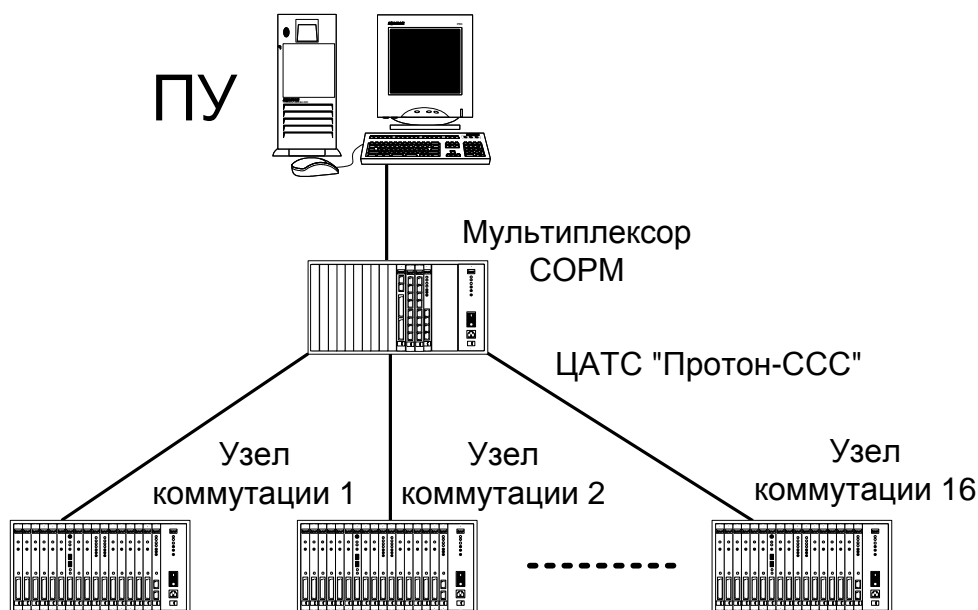 ПУ
Мультиплексор
СОРМ
ЦАТС "Протон-ССС"
Узел
коммутации 1
Узел
коммутации 2
Узел
коммутации 16